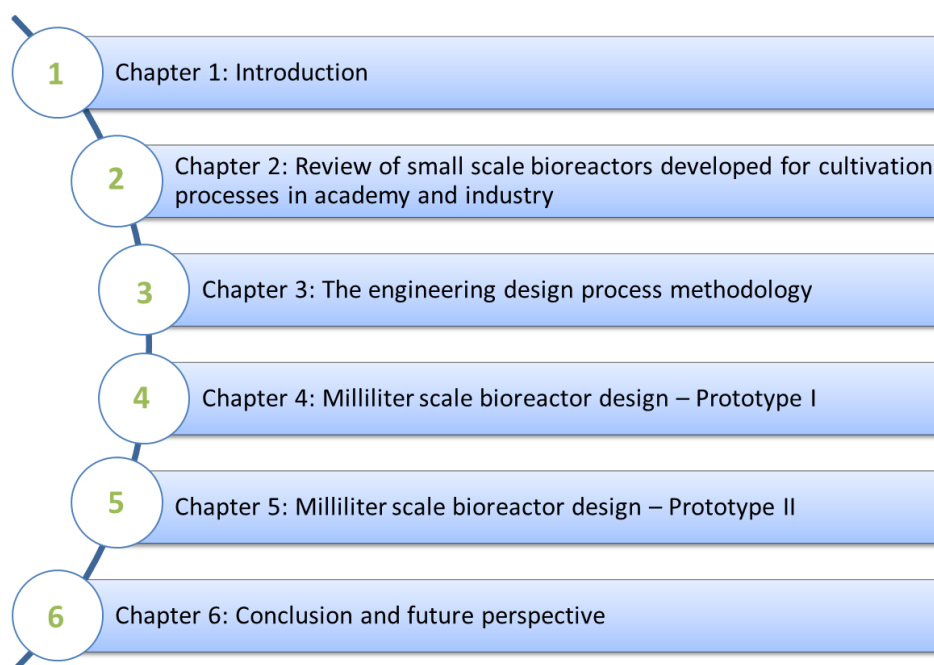 1
Chapter 1: Introduction
2
Chapter 2: Review of small scale bioreactors developed for cultivation
processes in academy and industry
3
Chapter 3: The engineering design process methodology
4
Chapter 4: Milliliter scale bioreactor design – Prototype I
5
Chapter 5: Milliliter scale bioreactor design – Prototype II
6
Chapter 6: Conclusion and future perspective